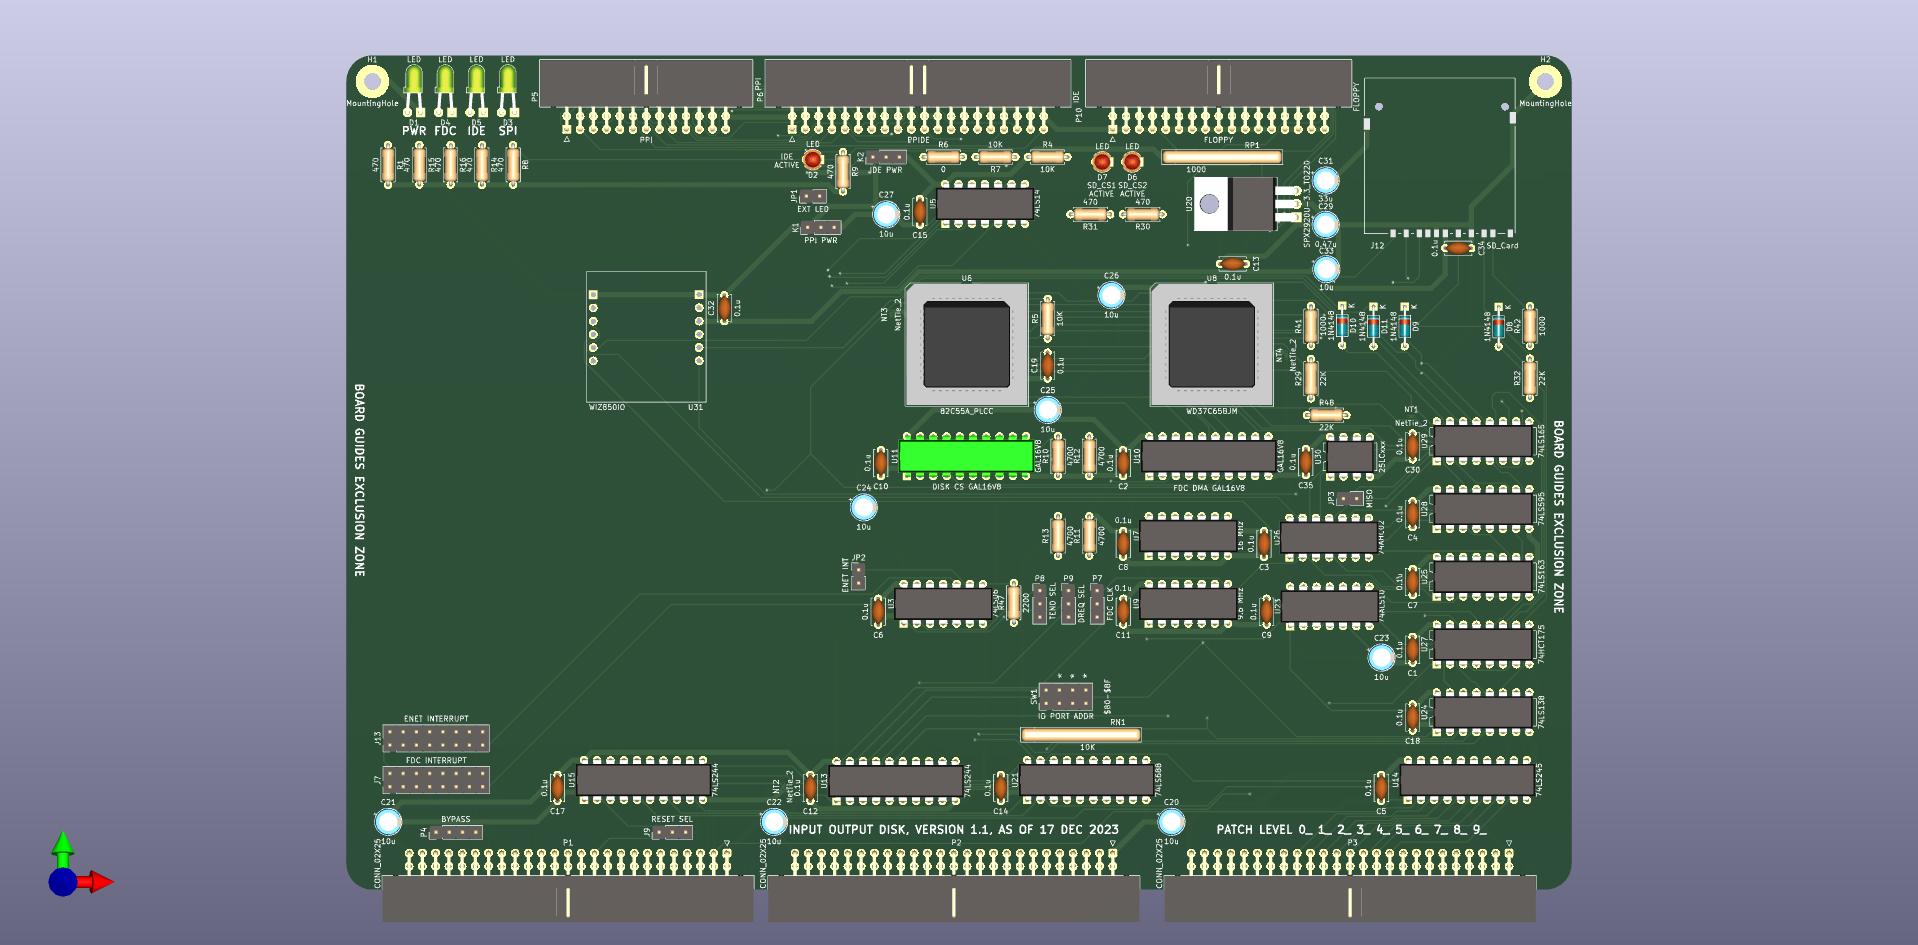 H1
MountingHole
LED
LED
LED
LED
D1
D4
D5
D3
PWR
FDC
IDE
SPI
470
R1
470
R15
470
R16
470
R14
470
R8
P5
PPI
P6
PPI
PPIDE
IDE
P10
FLOPPY
FLOPPY
H2
MountingHole
IDE
ACTIVE
LED
D2
470
R9
K2
IDE PWR
R6
0
10K
R7
R4
10K
LED
D7
SD_CS1
ACTIVE
LED
D6
SD_CS2
ACTIVE
RP1
1000
C31
33u
C29
0.47u
C33
10u
JP1
EXT LED
K1
PPI PWR
C27
10u
0.1u
C15
U5
74LS14
470
R31
470
R30
U20
SPX2920U-3.3_TO220
J12
SD_Card
0.1u
C34
C13
0.1u
WIZ850IO
U31
C32
0.1u
U6
NT3
NetTie_2
82C55A_PLCC
R5
10K
C19
0.1u
C25
10u
C26
10u
U8
WD37C65BJM
NT4
NetTie_2
R41
1000
1N4148
D10
K
1N4148
D11
K
1N4148
D9
K
1N4148
D8
K
R42
1000
R29
22K
R32
22K
R48
22K
NT1
NetTie_2
BOARD GUIDES EXCLUSION ZONE
BOARD GUIDES EXCLUSION ZONE
0.1u
C10
U11
GAL16V8
DISK CS GAL16V8
R10
4700
R12
4700
0.1u
C2
U10
GAL16V8
FDC DMA GAL16V8
0.1u
C35
U30
25LCxxx
JP3
MISO
0.1u
C30
U29
74LS165
C24
10u
R13
4700
R11
4700
0.1u
C8
U7
16 MHz
0.1u
C3
U26
0.1u
C4
U28
74LS595
JP2
ENET INT
0.1u
C6
U3
R47
2200
P8
TEND SEL
P9
DREQ SEL
P7
FDC CLK
0.1u
C11
U9
9.6 MHz
0.1u
C9
U23
0.1u
C7
U25
74LS163
C23
10u
0.1u
C1
U27
74HCT175
SW1
* * *
$80-$8F
IO PORT ADDR
RN1
10K
0.1u
C18
U24
74LS138
ENET INTERRUPT
J13
FDC INTERRUPT
J7
C21
10u
BYPASS
P4
0.1u
C17
U15
74LS244
RESET SEL
J9
NT2
NetTie_2
C22
10u
0.1u
C12
U13
74LS244
0.1u
C14
U21
74LS688
C20
10u
0.1u
C5
U14
74LS245
INPUT OUTPUT DISK, VERSION 1.1, AS OF 17 DEC 2023
PATCH LEVEL 0_ 1_ 2_ 3_ 4_ 5_ 6_ 7_ 8_ 9_
CONN_02X25
P1
CONN_02X25
P2
CONN_02X25
P3